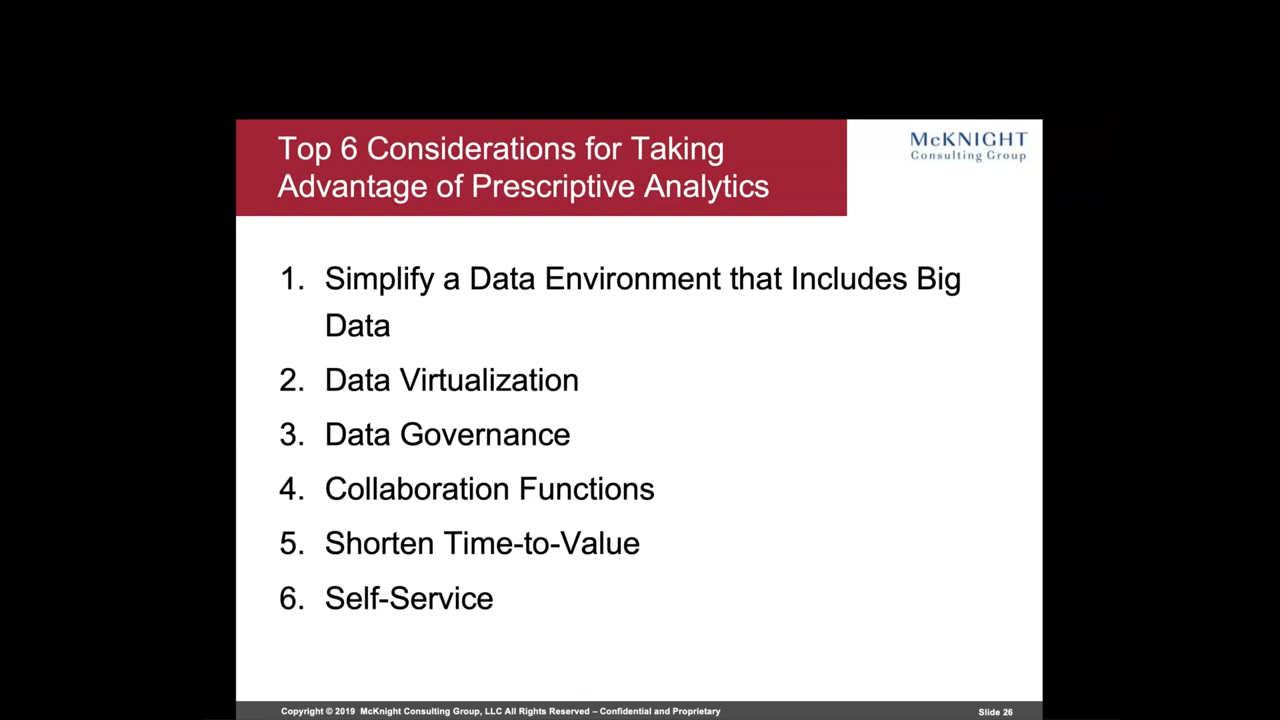 Top 6 Considerations for Taking
Advantage of Prescriptive Analytics
McKNIGHT
Consulting Group
1. Simplify a Data Environment that Includes Big
Data
2. Data Virtualization
3. Data Governance
4. Collaboration Functions
5. Shorten Time-to-Value
6. Self-Service
Copyright © 2019 McKnight Consulting Group, LLC All Rights Reserved – Confidential and Proprietary
Slide 26